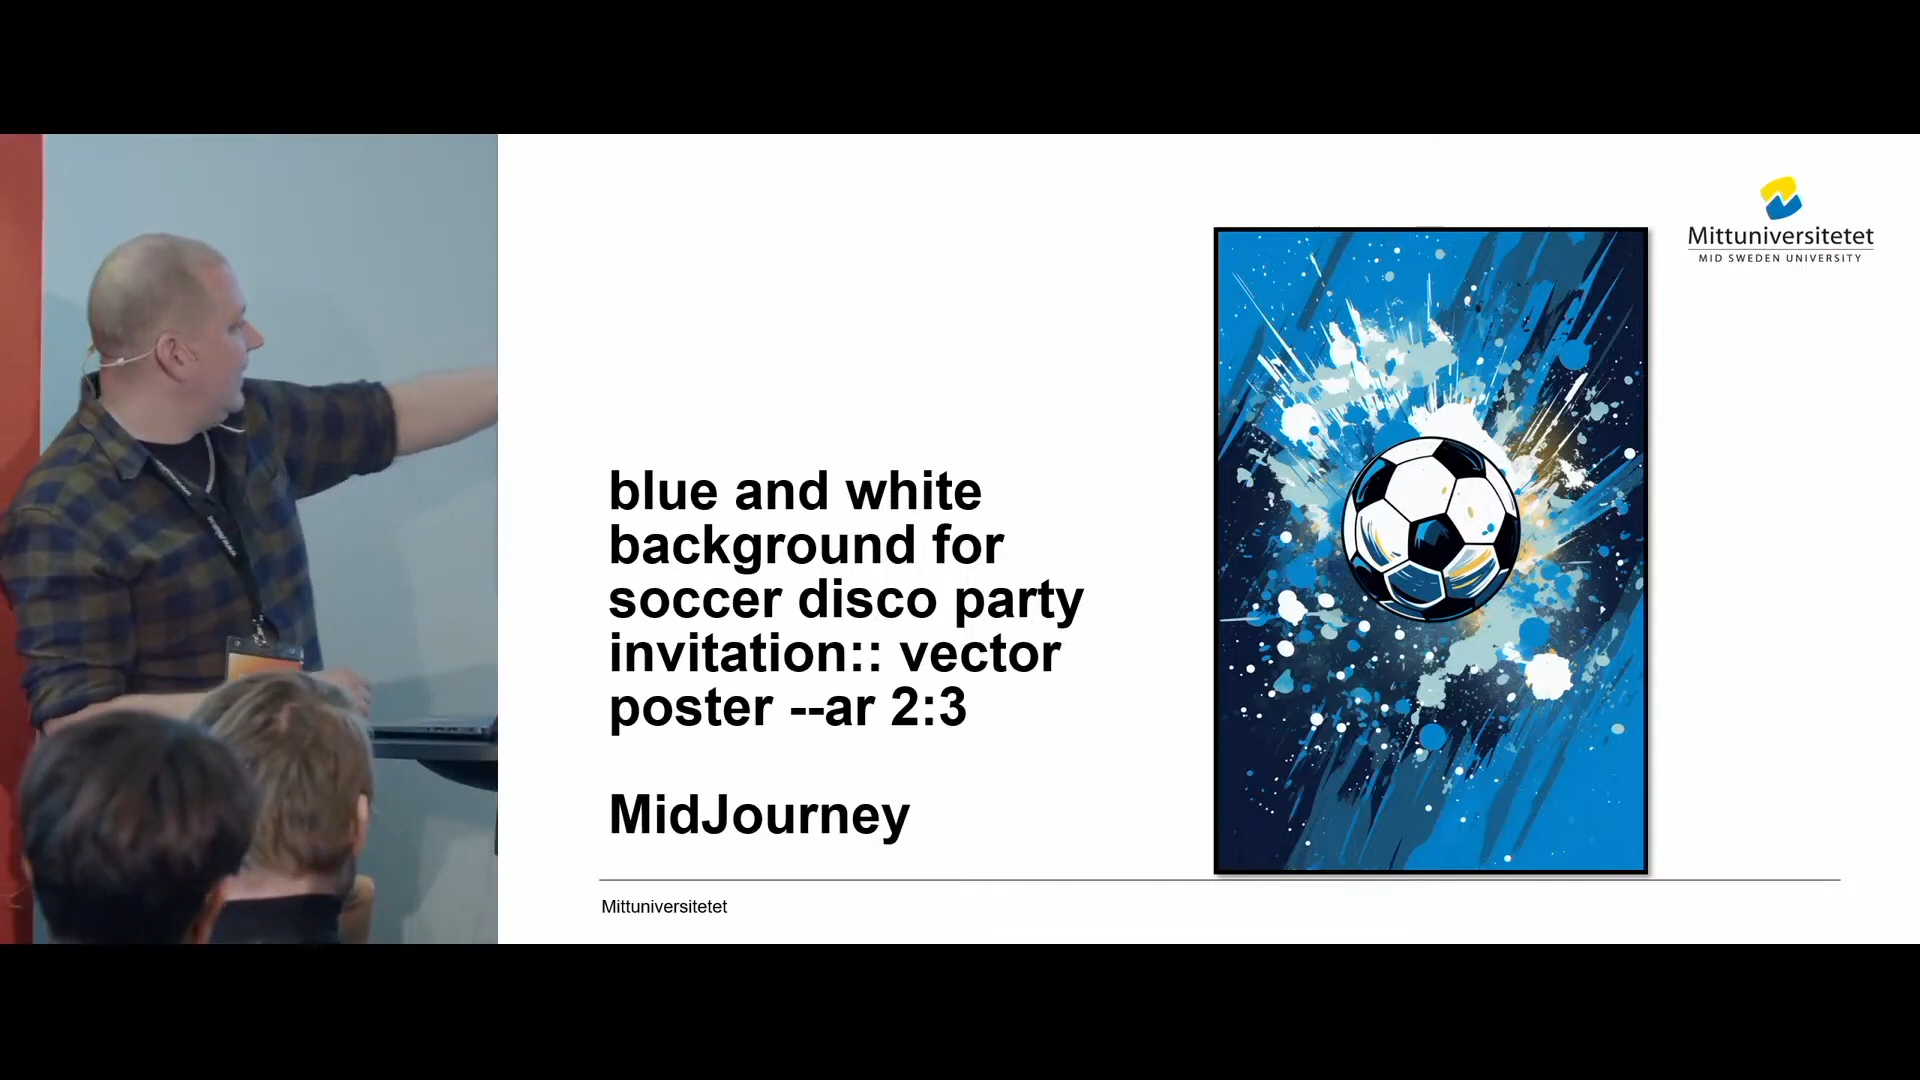 Mittuniversitetet
MID SWEDEN UNIVERSITY
blue and white
background for
soccer disco party
invitation:: vector
poster --ar 2:3
MidJourney
Mittuniversitetet